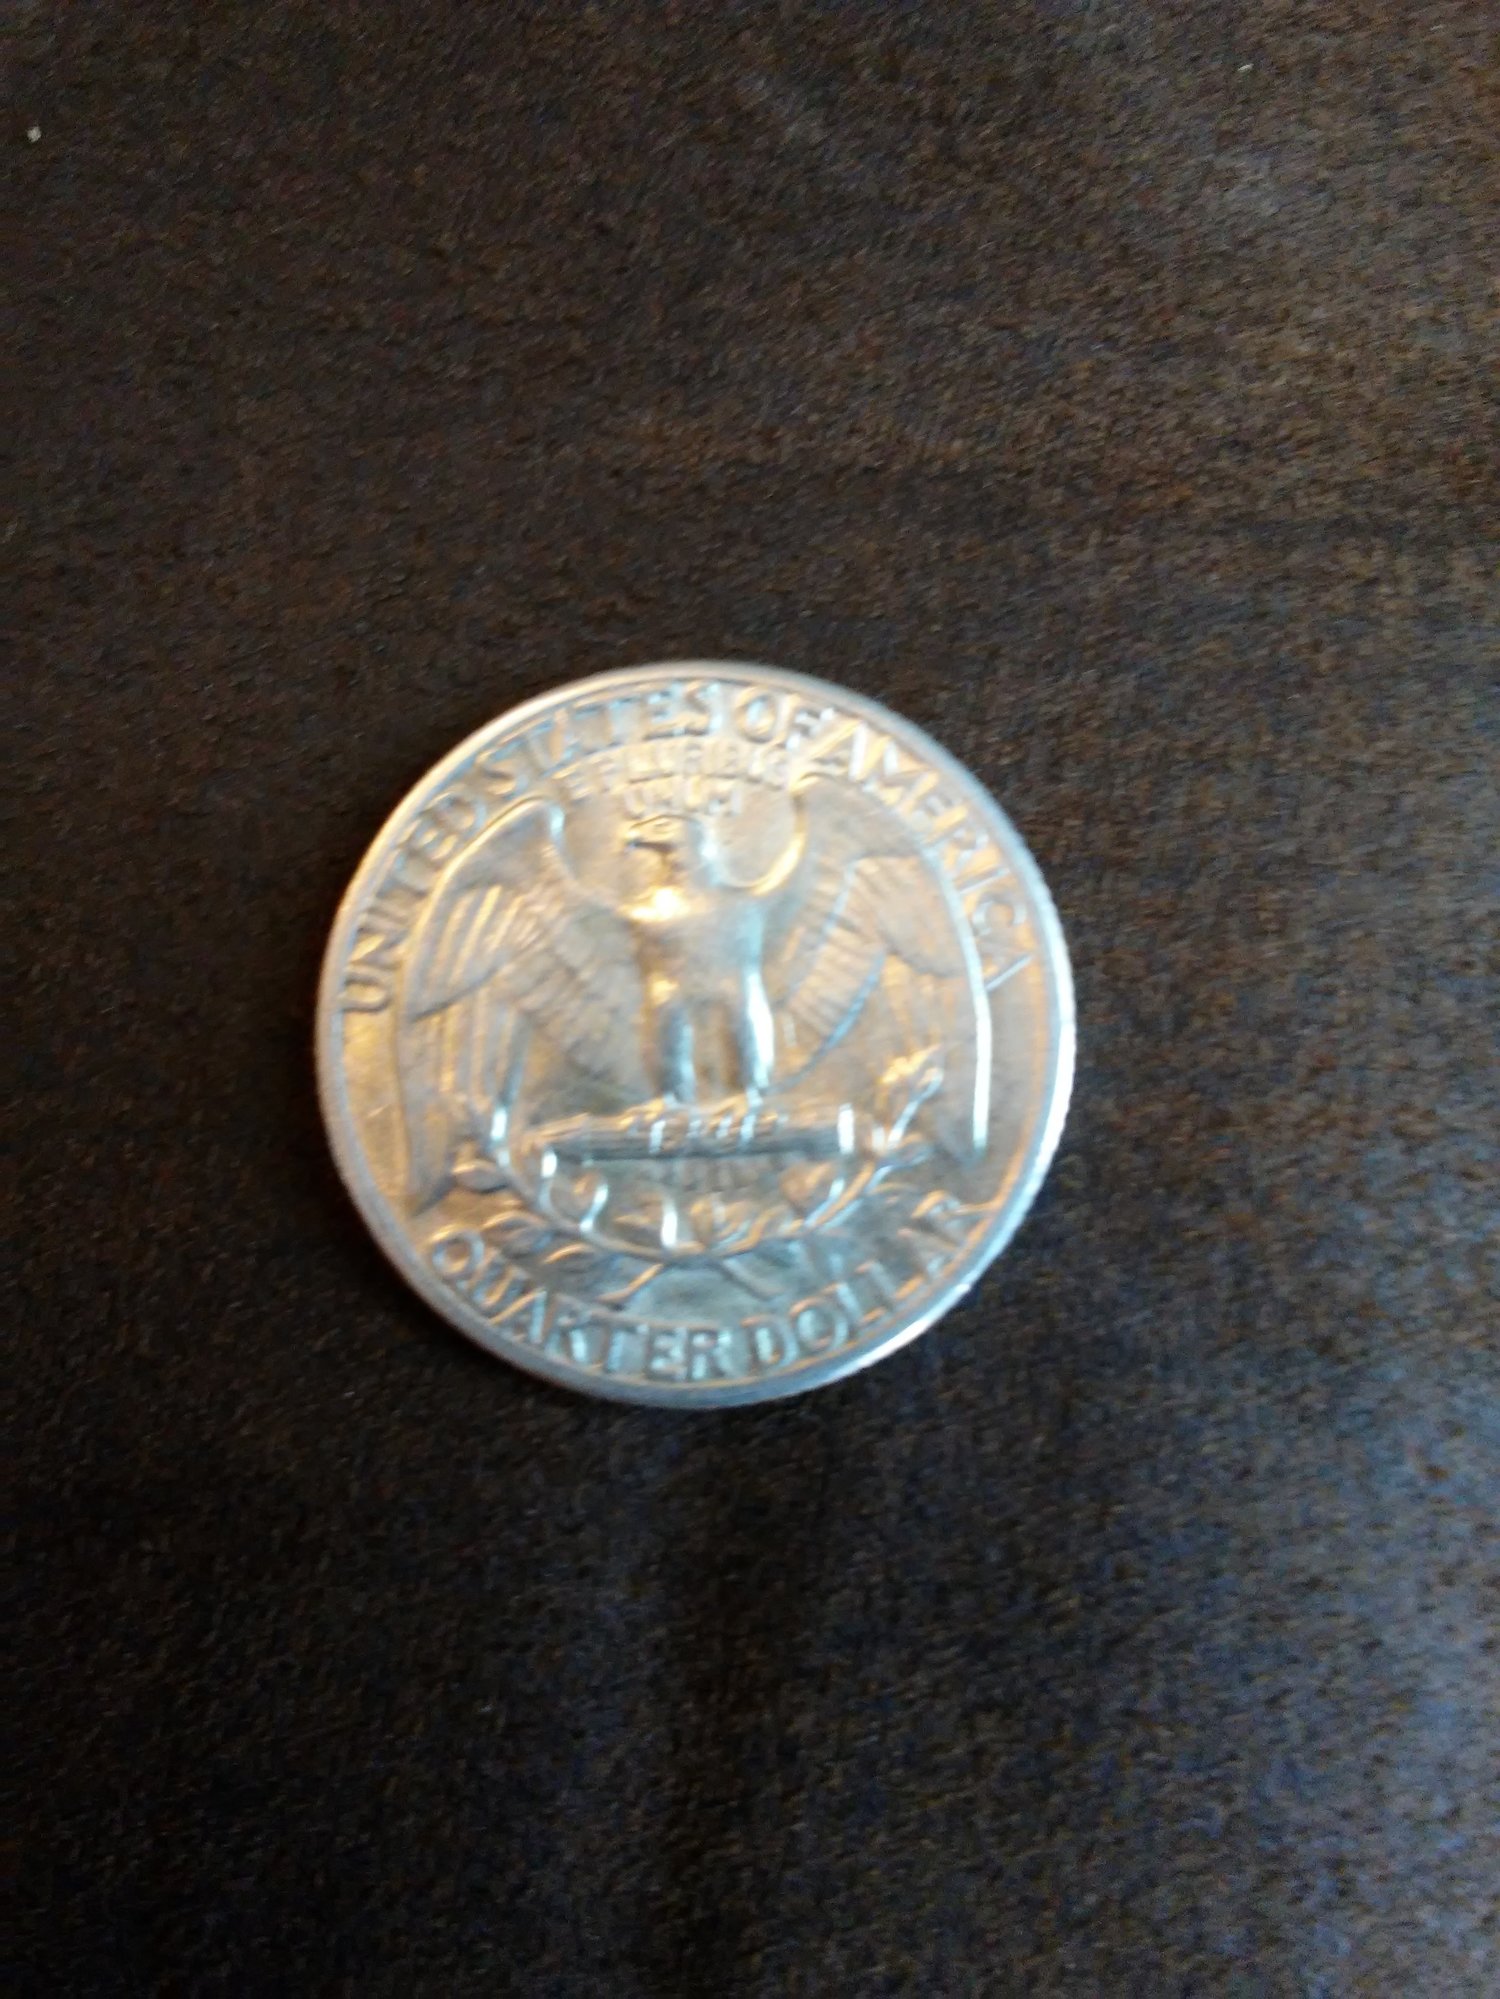 UNITED STATES OF AMERICA
E PLURIBUS
UNUM
QUARTER DOLLAR